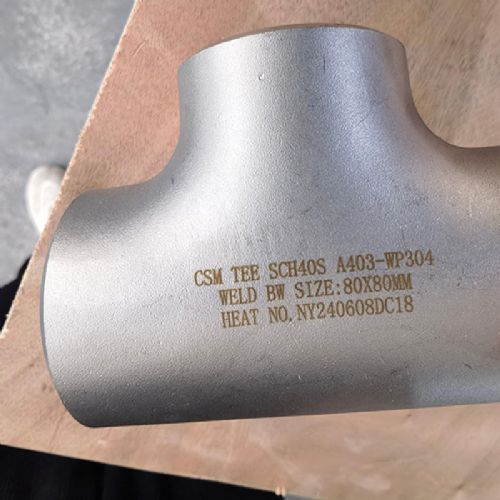 CSM TEE SCH40S A403-WP304
WELD BW SIZE:80X80MM
HEAT NO.NY240608DC18